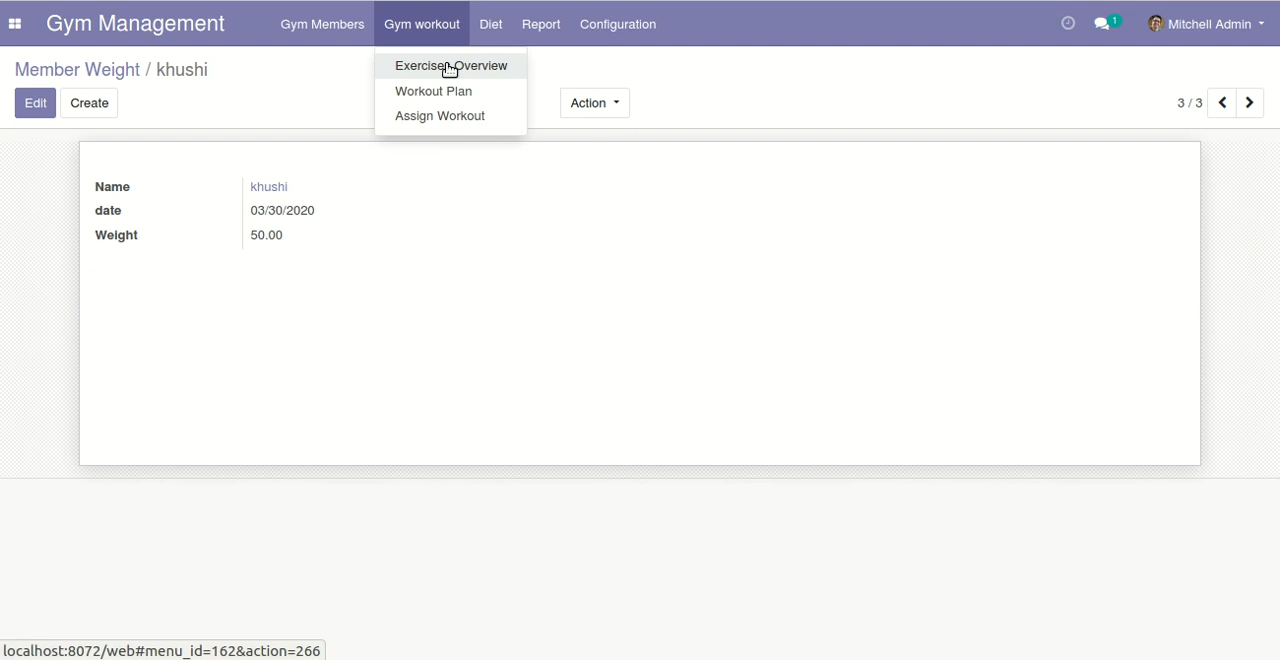 Gym Management Gym Members Gym workout Diet Report Configuration 1 Mitchell Admin
Member Weight / khushi
Exercise Overview
Workout Plan
Assign Workout
Edit Create Action 3 / 3
Name khushi
date 03/30/2020
Weight 50.00
localhost:8072/web#menu_id=162&action=266